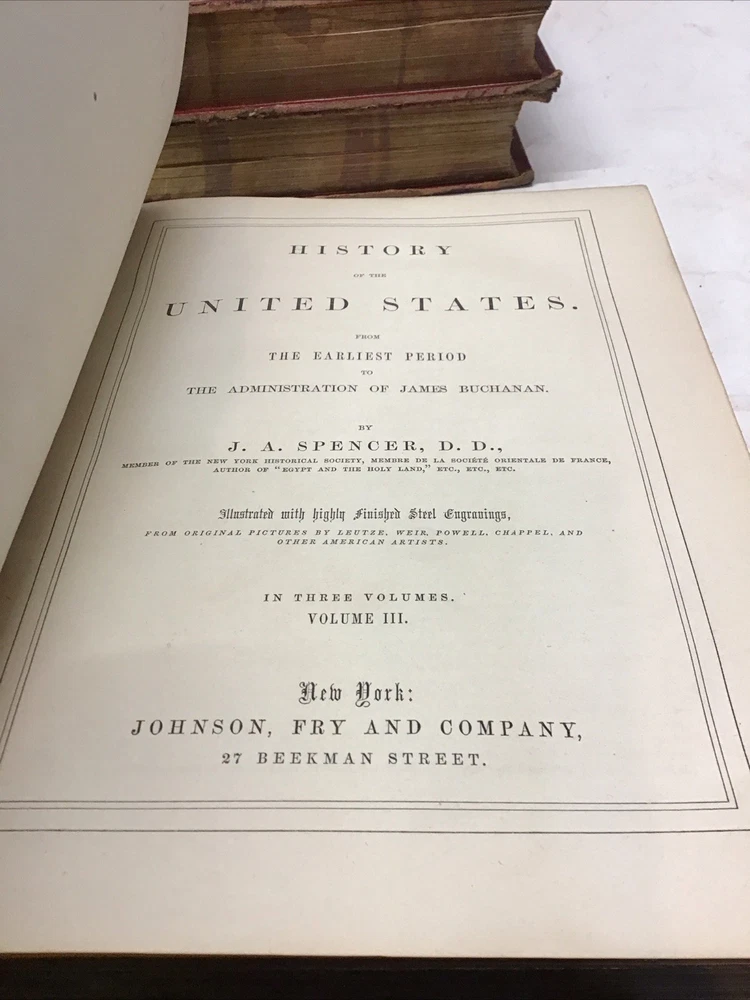 HISTORY
OF THE
UNITED STATES.
FROM
THE EARLIEST PERIOD
TO
THE ADMINISTRATION OF JAMES BUCHANAN.
BY
J. A. SPENCER, D. D.,
MEMBER OF THE NEW YORK HISTORICAL SOCIETY, MEMBRE DE LA SOCIÉTÉ ORIENTALE DE FRANCE,
AUTHOR OF "EGYPT AND THE HOLY LAND," ETC., ETC., ETC.
Illustrated with highly Finished Steel Engravings,
FROM ORIGINAL PICTURES BY LEUTZE, WEIR, POWELL, CHAPPEL, AND
OTHER AMERICAN ARTISTS.
IN THREE VOLUMES.
VOLUME III.
New York:
JOHNSON, FRY AND COMPANY,
27 BEEKMAN STREET.